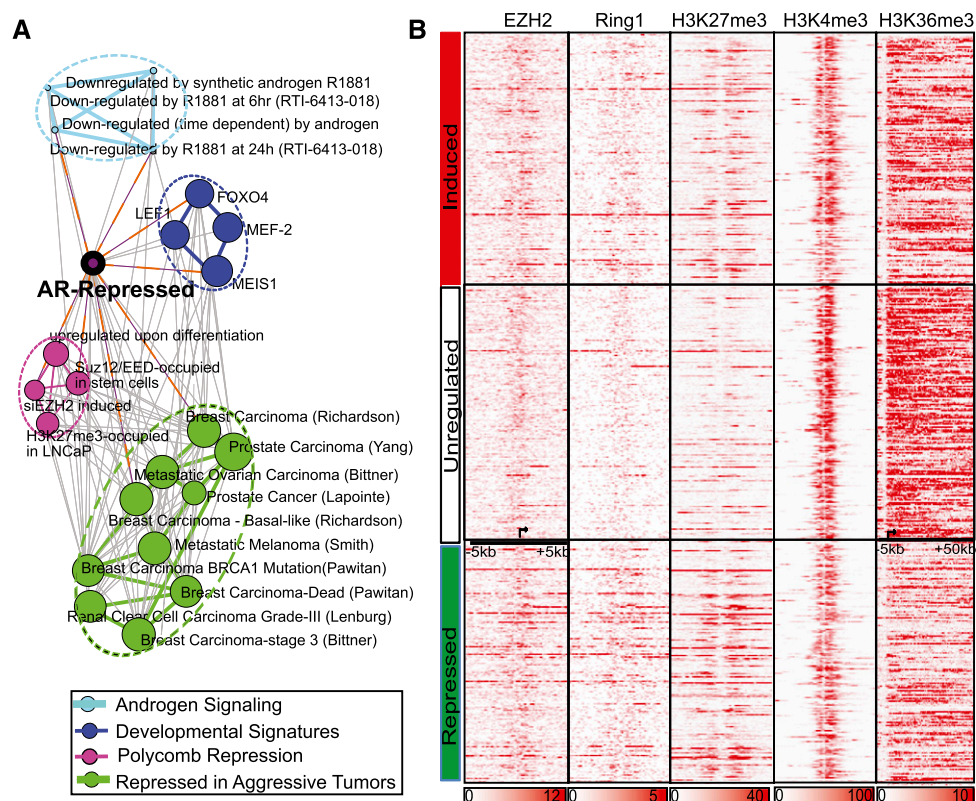 A
Downregulated by synthetic androgen R1881
Down-regulated by R1881 at 6hr (RTI-6413-018)
Down-regulated (time dependent) by androgen
Down-regulated by R1881 at 24h (RTI-6413-018)
FOXO4
LEF1
MEF-2
MEIS1
AR-Repressed
upregulated upon differentiation
Suz12/EED-occupied
in stem cells
siEZH2 induced
H3K27me3-occupied
in LNCaP
Breast Carcinoma (Richardson)
Prostate Carcinoma (Yang)
Metastatic Ovarian Carcinoma (Bittner)
Prostate Cancer (Lapointe)
Breast Carcinoma - Basal-like (Richardson)
Metastatic Melanoma (Smith)
Breast Carcinoma BRCA1 Mutation(Pawitan)
Breast Carcinoma-Dead (Pawitan)
Renal Clear Cell Carcinoma Grade-III (Lenburg)
Breast Carcinoma-stage 3 (Bittner)
Androgen Signaling
Developmental Signatures
Polycomb Repression
Repressed in Aggressive Tumors
B
EZH2 Ring1 H3K27me3 H3K4me3 H3K36me3
Induced
Unregulated
-5kb +5kb -5kb +50kb
Repressed
0 12 0 5 0 40 0 100 0 10